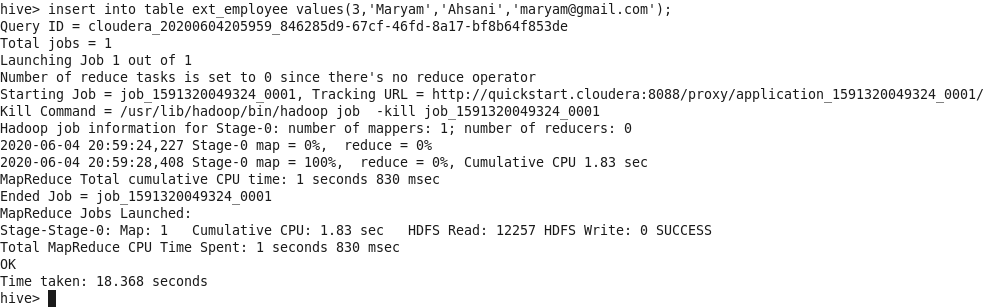 hive> insert into table ext_employee values(3,'Maryam','Ahsani','maryam@gmail.com');
Query ID = cloudera_20200604205959_846285d9-67cf-46fd-8a17-bf8b64f853de
Total jobs = 1
Launching Job 1 out of 1
Number of reduce tasks is set to 0 since there's no reduce operator
Starting Job = job_1591320049324_0001, Tracking URL = http://quickstart.cloudera:8088/proxy/application_1591320049324_0001/
Kill Command = /usr/lib/hadoop/bin/hadoop job  -kill job_1591320049324_0001
Hadoop job information for Stage-0: number of mappers: 1; number of reducers: 0
2020-06-04 20:59:24,227 Stage-0 map = 0%,  reduce = 0%
2020-06-04 20:59:28,408 Stage-0 map = 100%,  reduce = 0%, Cumulative CPU 1.83 sec
MapReduce Total cumulative CPU time: 1 seconds 830 msec
Ended Job = job_1591320049324_0001
MapReduce Jobs Launched:
Stage-Stage-0: Map: 1   Cumulative CPU: 1.83 sec   HDFS Read: 12257 HDFS Write: 0 SUCCESS
Total MapReduce CPU Time Spent: 1 seconds 830 msec
OK
Time taken: 18.368 seconds
hive>